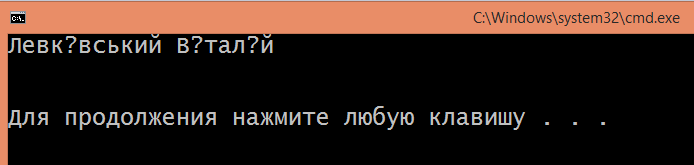 C:\Windows\system32\cmd.exe
Левк?вський В?тал?й
Для продолжения нажмите любую клавишу . . .